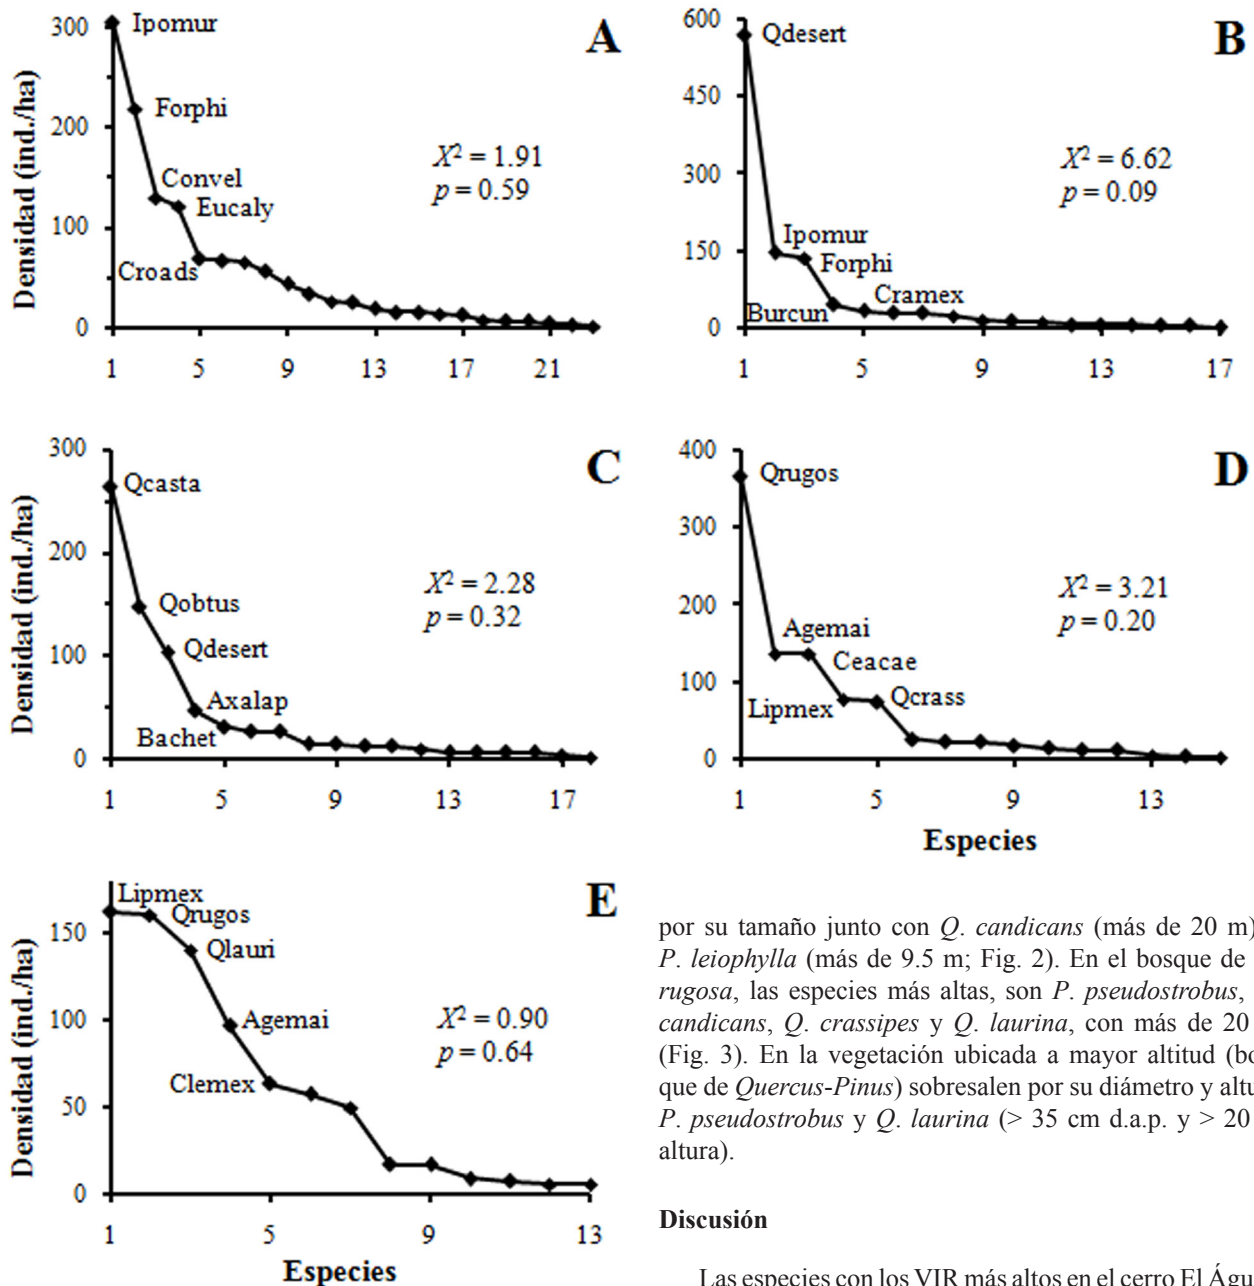 A
Densidad (ind./ha)
300
200
100
0
Ipomur
Forphi
Convel
Eucaly
Croads
X² = 1.91
p = 0.59
1 5 9 13 17 21
B
600
450
300
150
0
Qdesert
Ipomur
Forphi
Cramex
Burcun
X² = 6.62
p = 0.09
1 5 9 13 17
C
Densidad (ind./ha)
300
200
100
0
Qcasta
Qobtus
Qdesert
Axalap
Bachet
X² = 2.28
p = 0.32
1 5 9 13 17
D
400
300
200
100
0
Qrugos
Agemai
Ceacae
Lipmex
Qcrass
X² = 3.21
p = 0.20
1 5 9 13
Especies
E
Densidad (ind./ha)
150
100
50
0
Lipmex
Qrugos
Qlauri
Agemai
Clemex
X² = 0.90
p = 0.64
1 5 9 13
Especies
por su tamaño junto con Q. candicans (más de 20 m)
P. leiophylla (más de 9.5 m; Fig. 2). En el bosque de
rugosa, las especies más altas, son P. pseudostrobus,
candicans, Q. crassipes y Q. laurina, con más de 20
(Fig. 3). En la vegetación ubicada a mayor altitud (bo
que de Quercus-Pinus) sobresalen por su diámetro y altu
P. pseudostrobus y Q. laurina (> 35 cm d.a.p. y > 20
altura).
Discusión
Las especies con los VIR más altos en el cerro El Águ